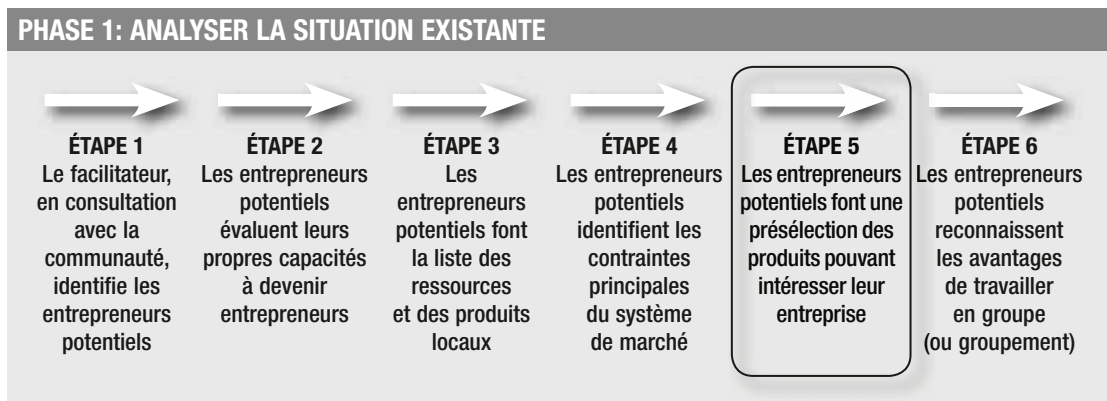 PHASE 1: ANALYSER LA SITUATION EXISTANTE
ÉTAPE 1
Le facilitateur,
en consultation
avec la
communauté,
identifie les
entrepreneurs
potentiels
ÉTAPE 2
Les entrepreneurs
potentiels
évaluent leurs
propres capacités
à devenir
entrepreneurs
ÉTAPE 3
Les
entrepreneurs
potentiels font
la liste des
ressources
et des produits
locaux
ÉTAPE 4
Les entrepreneurs
potentiels
identifient les
contraintes
principales
du système
de marché
ÉTAPE 5
Les entrepreneurs
potentiels font une
présélection des
produits pouvant
intéresser leur
entreprise
ÉTAPE 6
Les entrepreneurs
potentiels
reconnaissent
les avantages
de travailler
en groupe
(ou groupement)